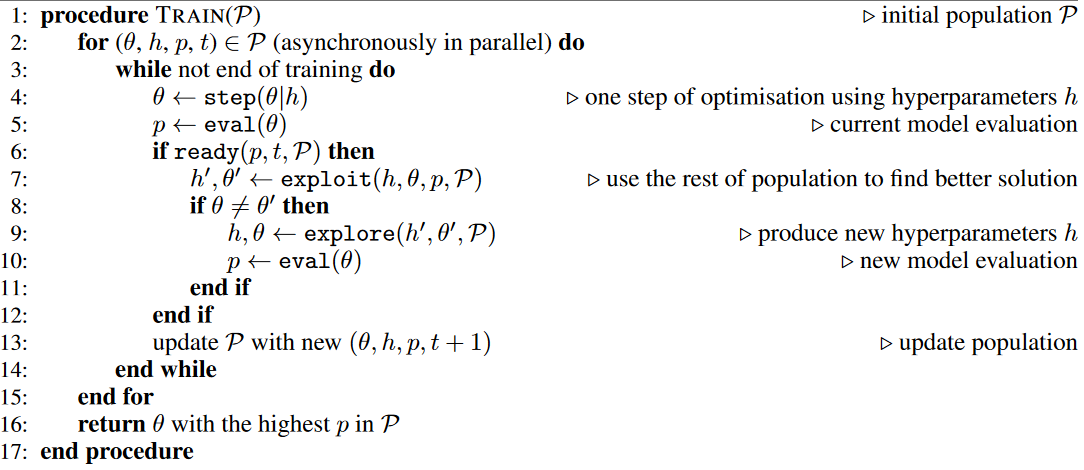 1: procedure TRAIN(𝒫) ▷ initial population 𝒫
2: for (θ, h, p, t) ∈ 𝒫 (asynchronously in parallel) do
3: while not end of training do
4: θ ← step(θ|h) ▷ one step of optimisation using hyperparameters h
5: p ← eval(θ) ▷ current model evaluation
6: if ready(p, t, 𝒫) then
7: h′, θ′ ← exploit(h, θ, p, 𝒫) ▷ use the rest of population to find better solution
8: if θ ≠ θ′ then
9: h, θ ← explore(h′, θ′, 𝒫) ▷ produce new hyperparameters h
10: p ← eval(θ) ▷ new model evaluation
11: end if
12: end if
13: update 𝒫 with new (θ, h, p, t + 1) ▷ update population
14: end while
15: end for
16: return θ with the highest p in 𝒫
17: end procedure